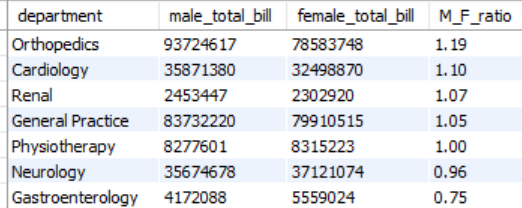 department male_total_bill female_total_bill M_F_ratio
Orthopedics 93724617 78583748 1.19
Cardiology 35871380 32498870 1.10
Renal 2453447 2302920 1.07
General Practice 83732220 79910515 1.05
Physiotherapy 8277601 8315223 1.00
Neurology 35674678 37121074 0.96
Gastroenterology 4172088 5559024 0.75